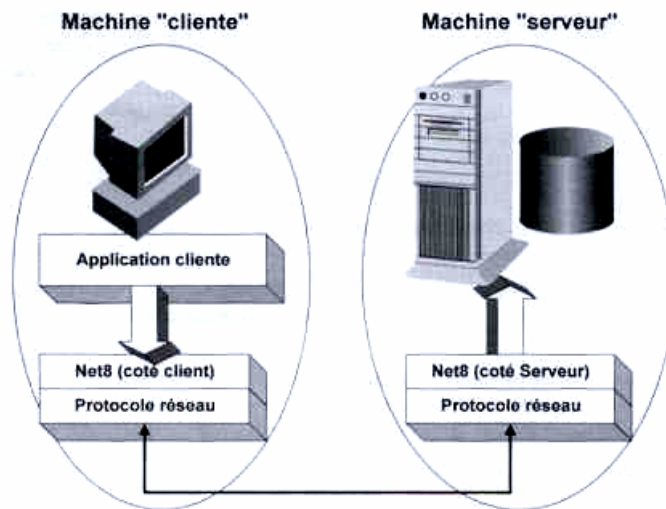 Machine "cliente"
Machine "serveur"
Application cliente
Net8 (coté client)
Protocole réseau
Net8 (coté Serveur)
Protocole réseau